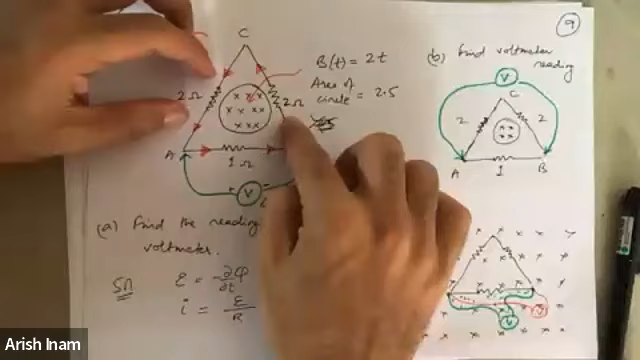 9
C
2Ω
2Ω
1Ω
A
V
B(t) = 2t
Area of
circle = 2.5
(a) Find the reading
voltmeter.
Sol
ε = -∂φ/∂t
i = ε/R
(b) Find voltmeter
reading
V
C
2
2
A
1
B
V
V
Arish Inam